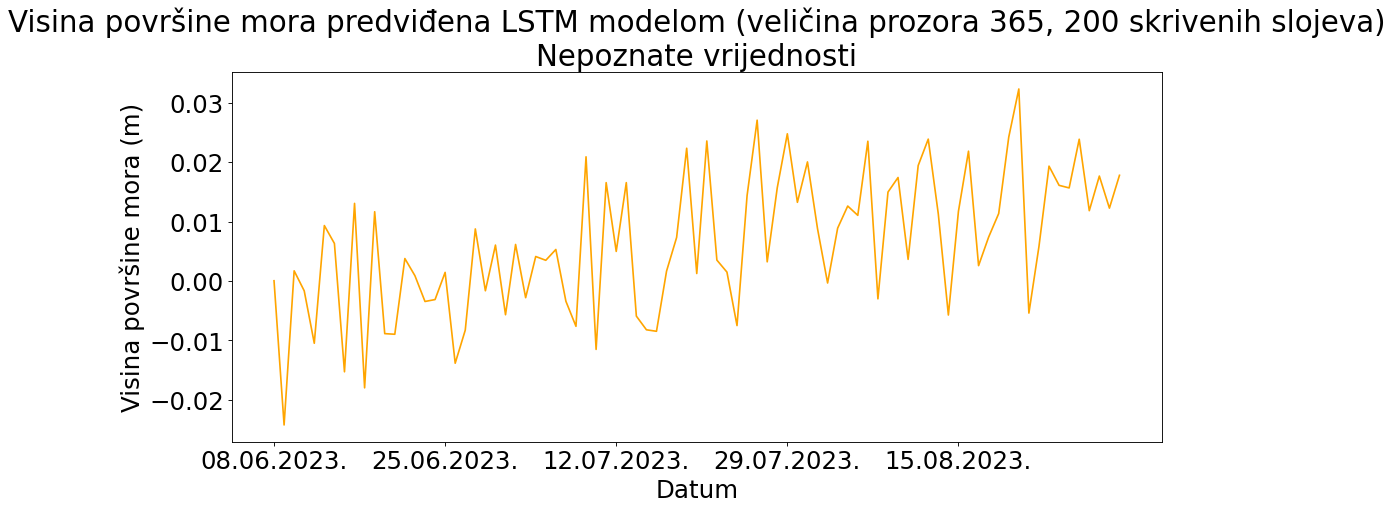 Visina površine mora predviđena LSTM modelom (veličina prozora 365, 200 skrivenih slojeva)
Nepoznate vrijednosti
Visina površine mora (m)
0.03
0.02
0.01
0.00
−0.01
−0.02
08.06.2023. 25.06.2023. 12.07.2023. 29.07.2023. 15.08.2023.
Datum